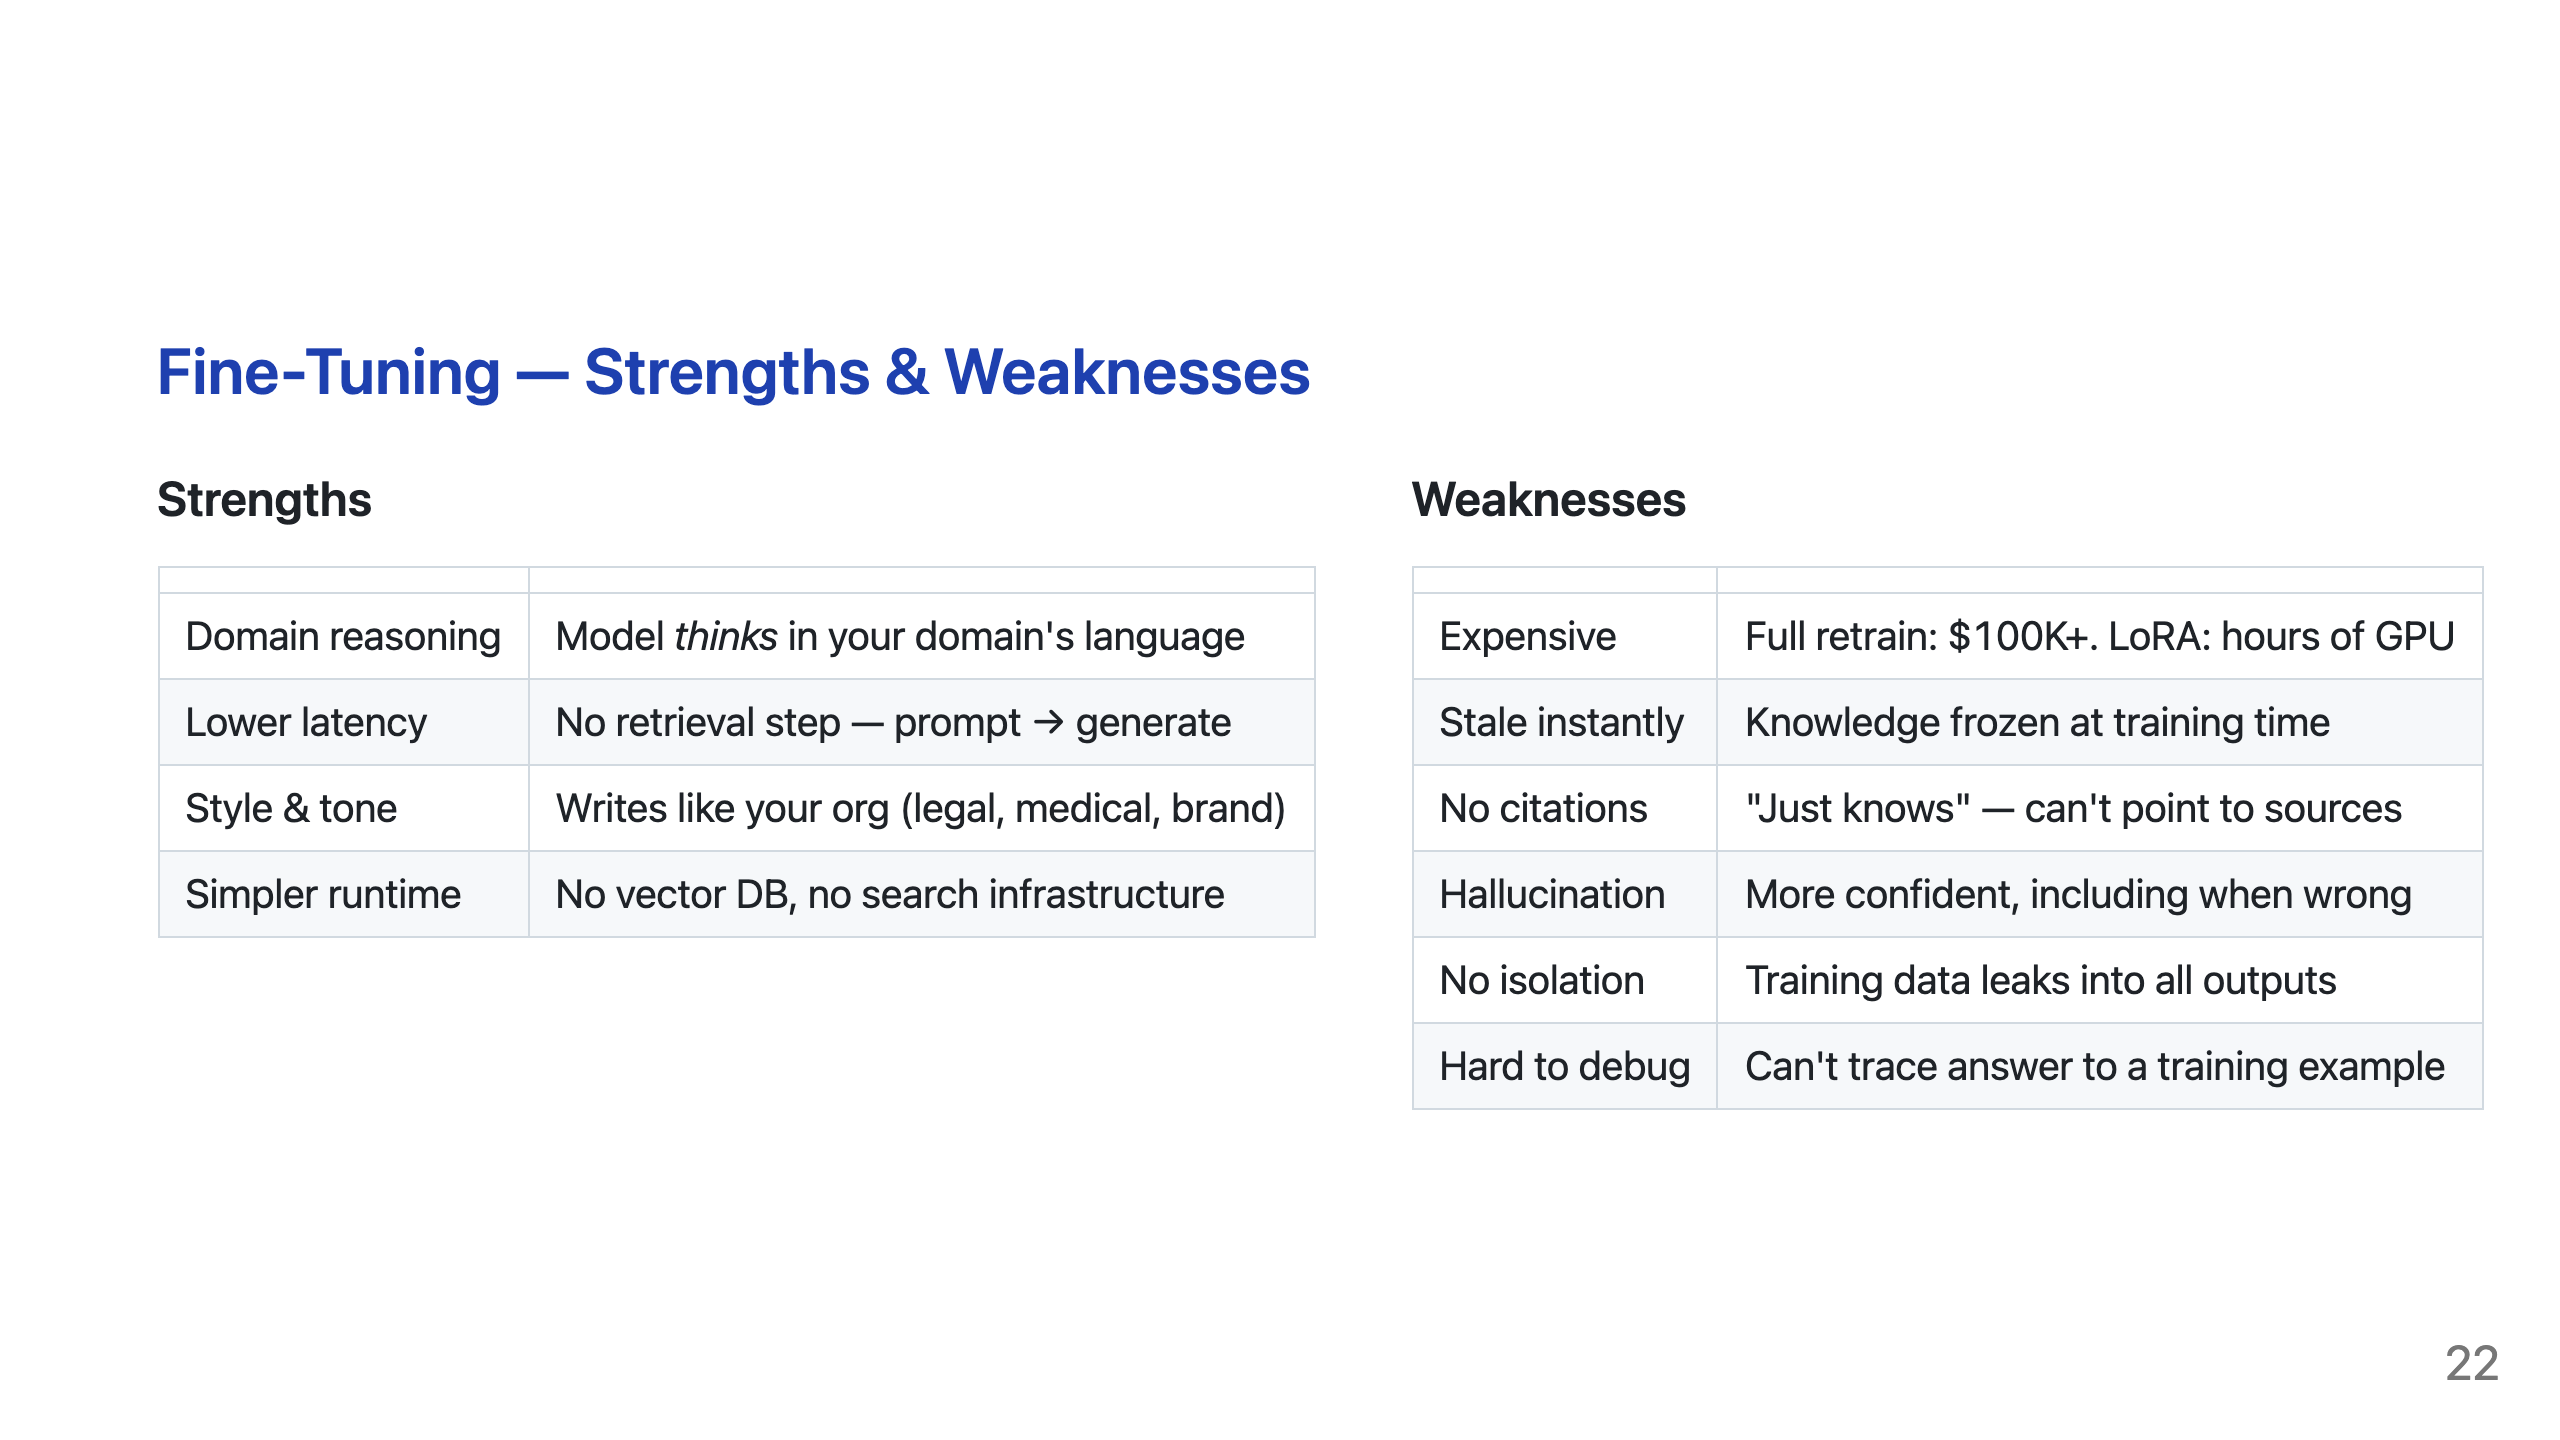 Fine-Tuning — Strengths & Weaknesses
Strengths
Domain reasoning Model thinks in your domain's language
Lower latency No retrieval step — prompt → generate
Style & tone Writes like your org (legal, medical, brand)
Simpler runtime No vector DB, no search infrastructure
Weaknesses
Expensive Full retrain: $100K+. LoRA: hours of GPU
Stale instantly Knowledge frozen at training time
No citations "Just knows" — can't point to sources
Hallucination More confident, including when wrong
No isolation Training data leaks into all outputs
Hard to debug Can't trace answer to a training example
22